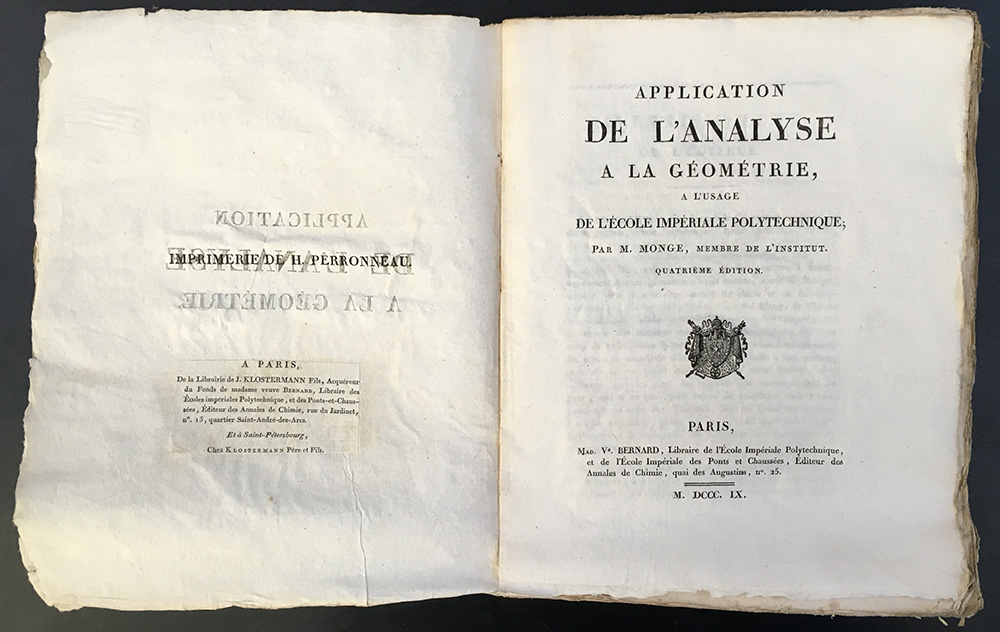 IMPRIMERIE DE H. PERRONNEAU.
A PARIS,
De la Librairie de J. KLOSTERMANN Fils, Acquéreur
du Fonds de madame veuve BERNARD, Libraire des
Écoles impériales Polytechnique, et des Ponts-et-Chaus-
sées, Éditeur des Annales de Chimie, rue du Jardinet,
n°. 13, quartier Saint-André-des-Arcs.
Et à Saint-Pétersbourg,
Chez KLOSTERMANN Père et Fils.
APPLICATION
DE L'ANALYSE
A LA GÉOMÉTRIE
APPLICATION
DE L'ANALYSE
A LA GÉOMÉTRIE,
A L'USAGE
DE L'ÉCOLE IMPÉRIALE POLYTECHNIQUE;
PAR M. MONGE, MEMBRE DE L'INSTITUT.
QUATRIÈME ÉDITION.
PARIS,
MAD. Ve. BERNARD, Libraire de l'École Impériale Polytechnique,
et de l'École Impériale des Ponts et Chaussées, Éditeur des
Annales de Chimie, quai des Augustins, n°. 25.
M. DCCC. IX.